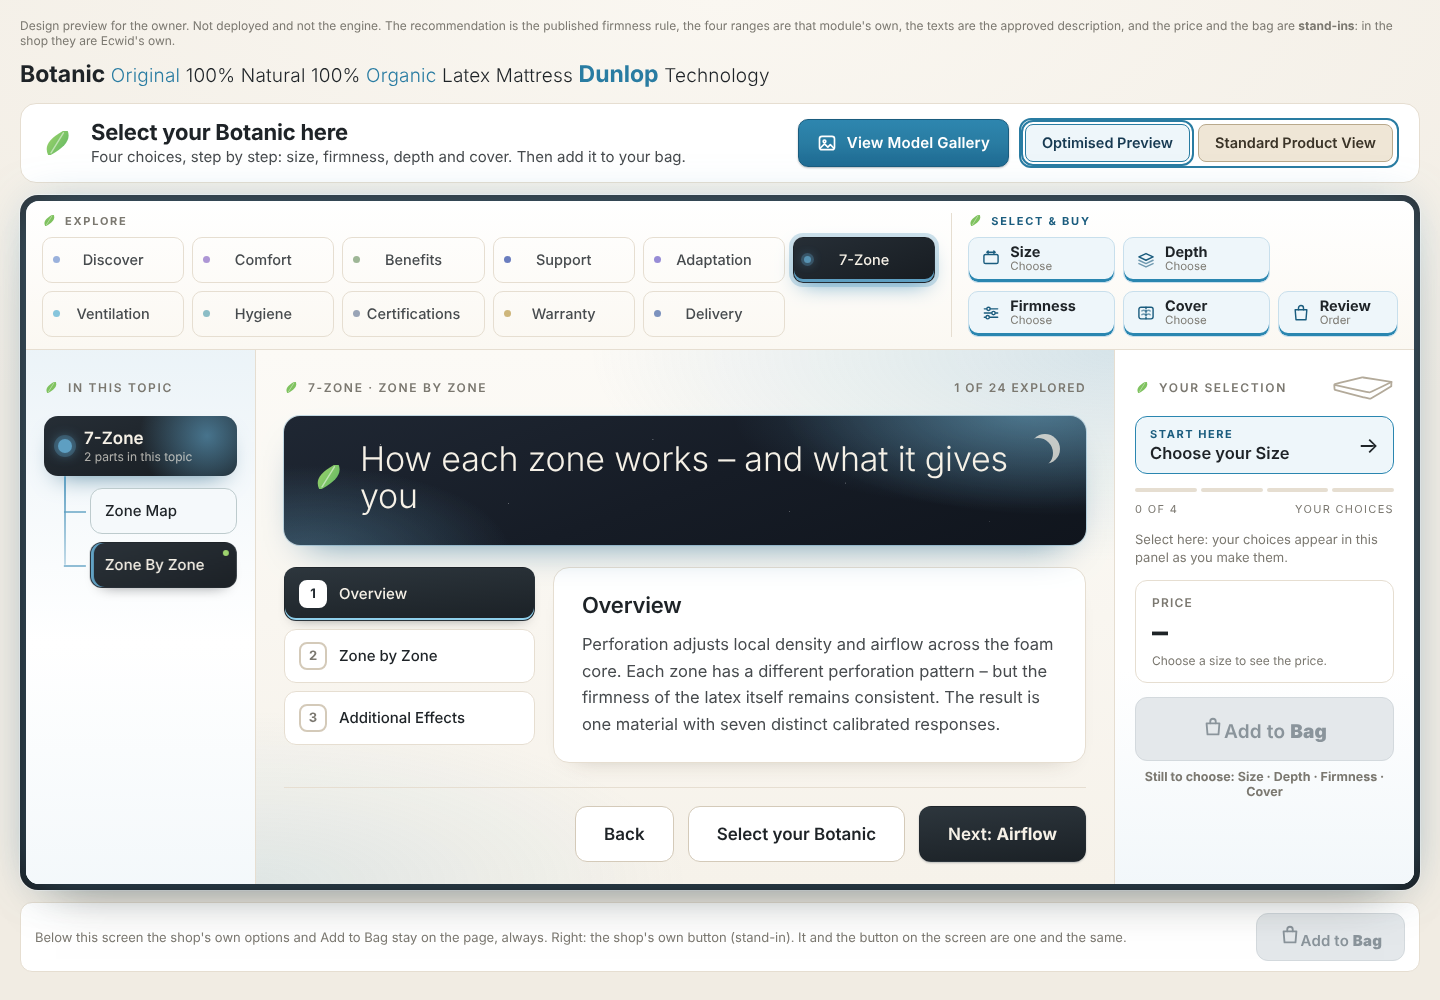 Design preview for the owner. Not deployed and not the engine. The recommendation is the published firmness rule, the four ranges are that module's own, the texts are the approved description, and the price and the bag are stand-ins: in the
shop they are Ecwid's own.
Botanic Original 100% Natural 100% Organic Latex Mattress Dunlop Technology
Select your Botanic here
Four choices, step by step: size, firmness, depth and cover. Then add it to your bag.
View Model Gallery
Optimised Preview
Standard Product View
EXPLORE
Discover
Comfort
Benefits
Support
Adaptation
7-Zone
Ventilation
Hygiene
Certifications
Warranty
Delivery
SELECT & BUY
Size
Choose
Depth
Choose
Firmness
Choose
Cover
Choose
Review
Order
IN THIS TOPIC
7-Zone
2 parts in this topic
Zone Map
Zone By Zone
7-ZONE · ZONE BY ZONE
1 OF 24 EXPLORED
How each zone works – and what it gives
you
1 Overview
2 Zone by Zone
3 Additional Effects
Overview
Perforation adjusts local density and airflow across the foam
core. Each zone has a different perforation pattern – but the
firmness of the latex itself remains consistent. The result is
one material with seven distinct calibrated responses.
Back
Select your Botanic
Next: Airflow
YOUR SELECTION
START HERE
Choose your Size
0 OF 4
YOUR CHOICES
Select here: your choices appear in this
panel as you make them.
PRICE
–
Choose a size to see the price.
Add to Bag
Still to choose: Size · Depth · Firmness ·
Cover
Below this screen the shop's own options and Add to Bag stay on the page, always. Right: the shop's own button (stand-in). It and the button on the screen are one and the same.
Add to Bag